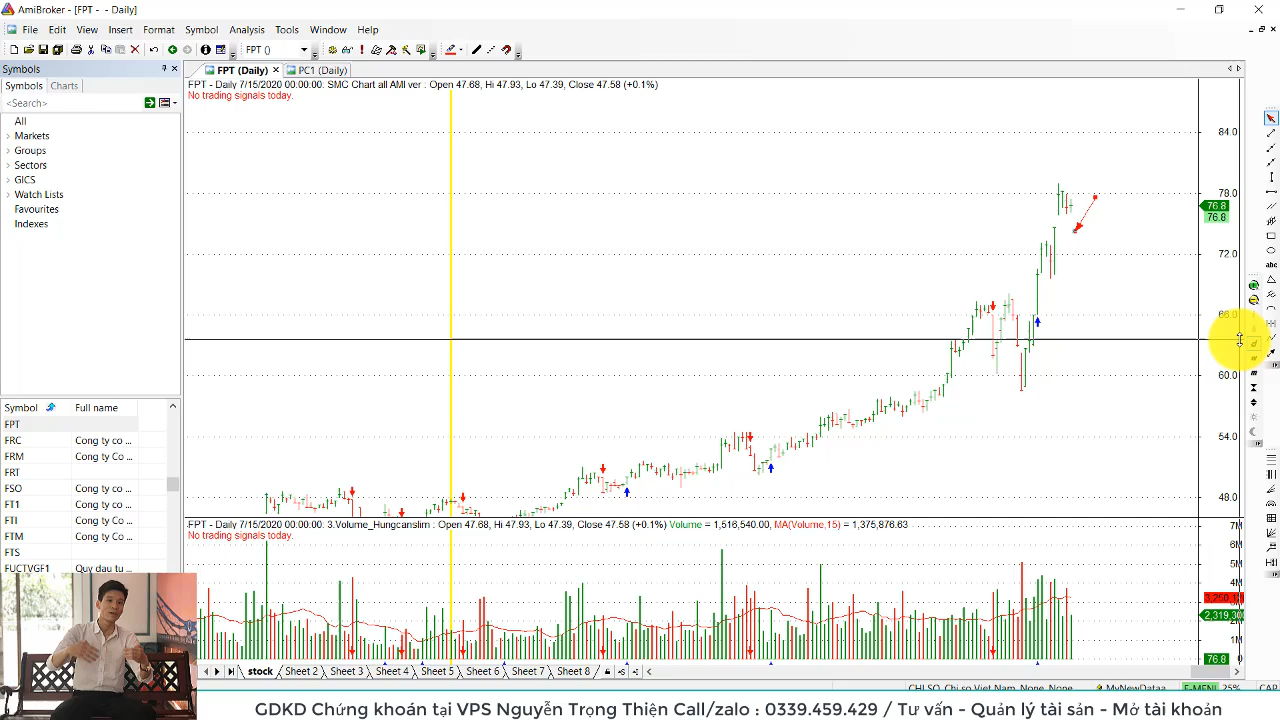 AmiBroker - [FPT - - Daily]
File Edit View Insert Format Symbol Analysis Tools Window Help
FPT ()
Symbols
FPT (Daily) PC1 (Daily)
Symbols Charts
<Search>
All
Markets
Groups
Sectors
GICS
Watch Lists
Favourites
Indexes
Symbol Full name
FPT
FRC Cong ty co ...
FRM Cong ty Co ...
FRT
FSO Cong ty Co ...
FT1 Cong ty Co ...
FTI Cong ty Co ...
FTM Cong ty Co ...
FTS
FUCTVGF1 Quy dau tu
FPT - Daily 7/15/2020 00:00:00: SMC Chart all AMI ver : Open 47.68, Hi 47.93, Lo 47.39, Close 47.58 (+0.1%)
No trading signals today.
84.0
78.0
76.8
76.8
72.0
66.0
60.0
54.0
48.0
FPT - Daily 7/15/2020 00:00:00: 3.Volume_Hungcanslim : Open 47.68, Hi 47.93, Lo 47.39, Close 47.58 (+0.1%) Volume = 1,516,540.00, MA(Volume,15) = 1,375,876.63
No trading signals today.
7M
6M
5M
4M
2M
1M
76.8 0
stock Sheet 2 Sheet 3 Sheet 4 Sheet 5 Sheet 6 Sheet 7 Sheet 8
CHI SO, Chi so Viet Nam, None, None, MyNewDataa E-MENI 25% CAP
GDKD Chứng khoán tại VPS Nguyễn Trọng Thiện Call/zalo : 0339.459.429 / Tư vấn - Quản lý tài sản - Mở tài khoản